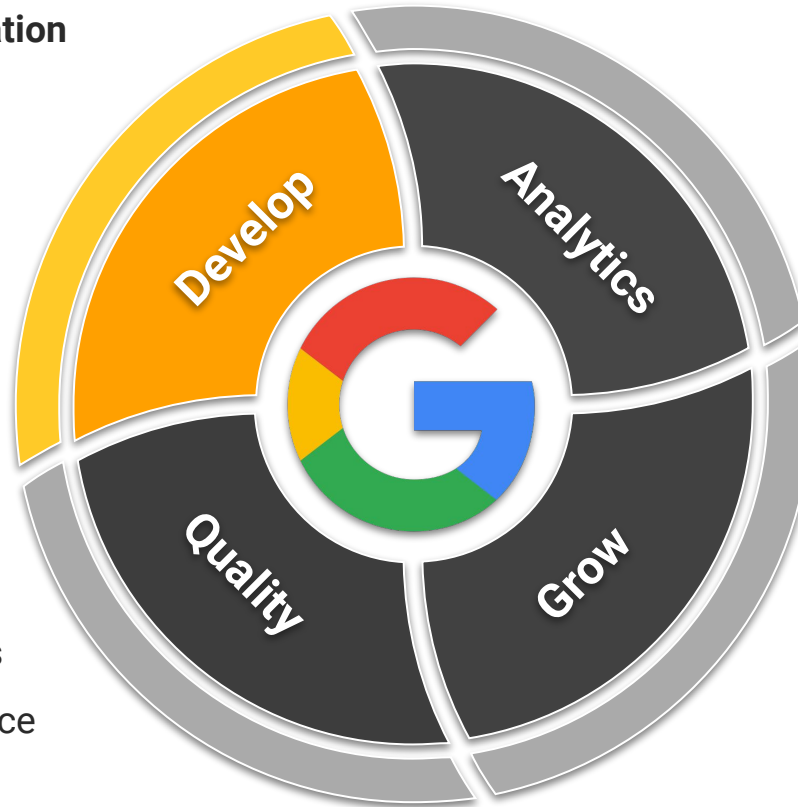 ation
Develop
Analytics
Quality
Grow
s
ce